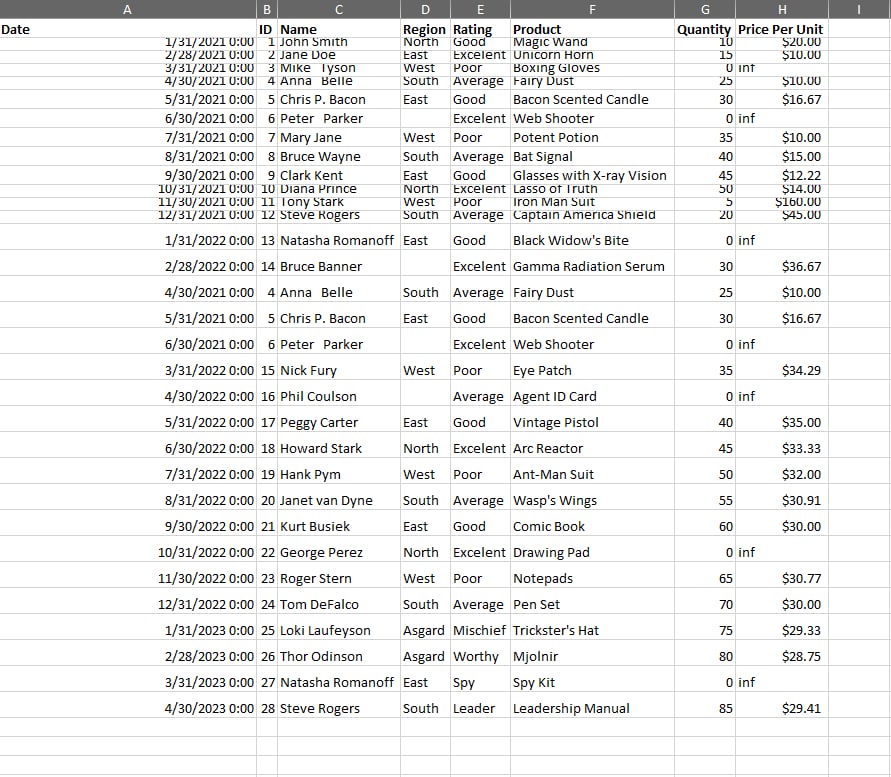 A B C D E F G H I
Date ID Name Region Rating Product Quantity Price Per Unit
1/31/2021 0:00 1 John Smith North Good Magic Wand 10 $20.00
2/28/2021 0:00 2 Jane Doe East Excelent Unicorn Horn 15 $10.00
3/31/2021 0:00 3 Mike Tyson West Poor Boxing Gloves 0 inf
4/30/2021 0:00 4 Anna Belle South Average Fairy Dust 25 $10.00
5/31/2021 0:00 5 Chris P. Bacon East Good Bacon Scented Candle 30 $16.67
6/30/2021 0:00 6 Peter Parker Excelent Web Shooter 0 inf
7/31/2021 0:00 7 Mary Jane West Poor Potent Potion 35 $10.00
8/31/2021 0:00 8 Bruce Wayne South Average Bat Signal 40 $15.00
9/30/2021 0:00 9 Clark Kent East Good Glasses with X-ray Vision 45 $12.22
10/31/2021 0:00 10 Diana Prince North Excelent Lasso of Truth 50 $14.00
11/30/2021 0:00 11 Tony Stark West Poor Iron Man Suit 5 $160.00
12/31/2021 0:00 12 Steve Rogers South Average Captain America Shield 20 $45.00
1/31/2022 0:00 13 Natasha Romanoff East Good Black Widow's Bite 0 inf
2/28/2022 0:00 14 Bruce Banner Excelent Gamma Radiation Serum 30 $36.67
4/30/2021 0:00 4 Anna Belle South Average Fairy Dust 25 $10.00
5/31/2021 0:00 5 Chris P. Bacon East Good Bacon Scented Candle 30 $16.67
6/30/2021 0:00 6 Peter Parker Excelent Web Shooter 0 inf
3/31/2022 0:00 15 Nick Fury West Poor Eye Patch 35 $34.29
4/30/2022 0:00 16 Phil Coulson Average Agent ID Card 0 inf
5/31/2022 0:00 17 Peggy Carter East Good Vintage Pistol 40 $35.00
6/30/2022 0:00 18 Howard Stark North Excelent Arc Reactor 45 $33.33
7/31/2022 0:00 19 Hank Pym West Poor Ant-Man Suit 50 $32.00
8/31/2022 0:00 20 Janet van Dyne South Average Wasp's Wings 55 $30.91
9/30/2022 0:00 21 Kurt Busiek East Good Comic Book 60 $30.00
10/31/2022 0:00 22 George Perez North Excelent Drawing Pad 0 inf
11/30/2022 0:00 23 Roger Stern West Poor Notepads 65 $30.77
12/31/2022 0:00 24 Tom DeFalco South Average Pen Set 70 $30.00
1/31/2023 0:00 25 Loki Laufeyson Asgard Mischief Trickster's Hat 75 $29.33
2/28/2023 0:00 26 Thor Odinson Asgard Worthy Mjolnir 80 $28.75
3/31/2023 0:00 27 Natasha Romanoff East Spy Spy Kit 0 inf
4/30/2023 0:00 28 Steve Rogers South Leader Leadership Manual 85 $29.41